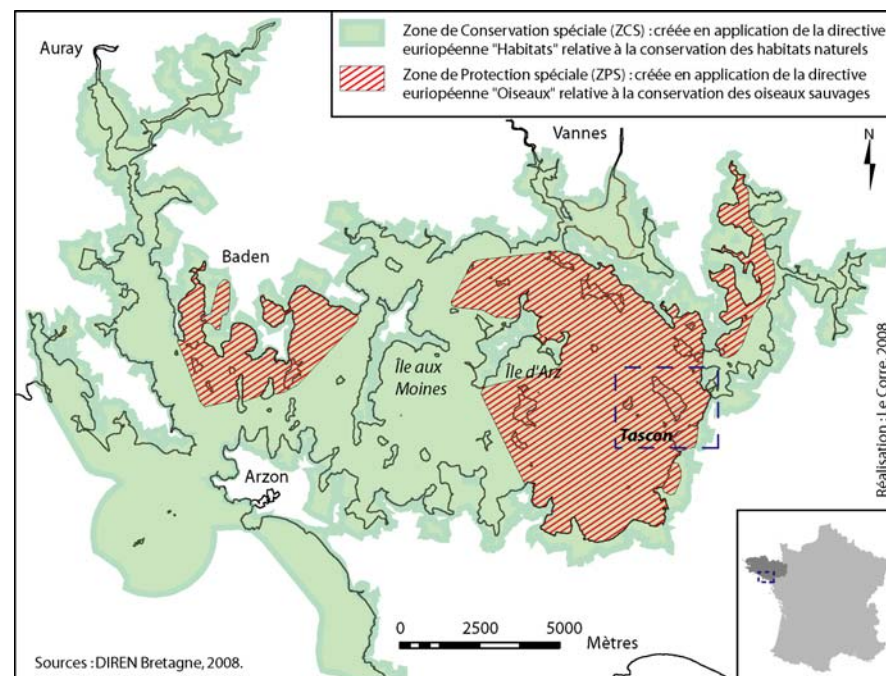 Zone de Conservation spéciale (ZCS) : créée en application de la directive
euriopéenne "Habitats" relative à la conservation des habitats naturels
Zone de Protection spéciale (ZPS) : créée en application de la directive
européenne "Oiseaux" relative à la conservation des oiseaux sauvages
Auray
Vannes
N
Baden
Île aux
Moines
Île d'Arz
Tascon
Arzon
Réalisation : Le Corre, 2008.
0 2500 5000
Mètres
Sources : DIREN Bretagne, 2008.